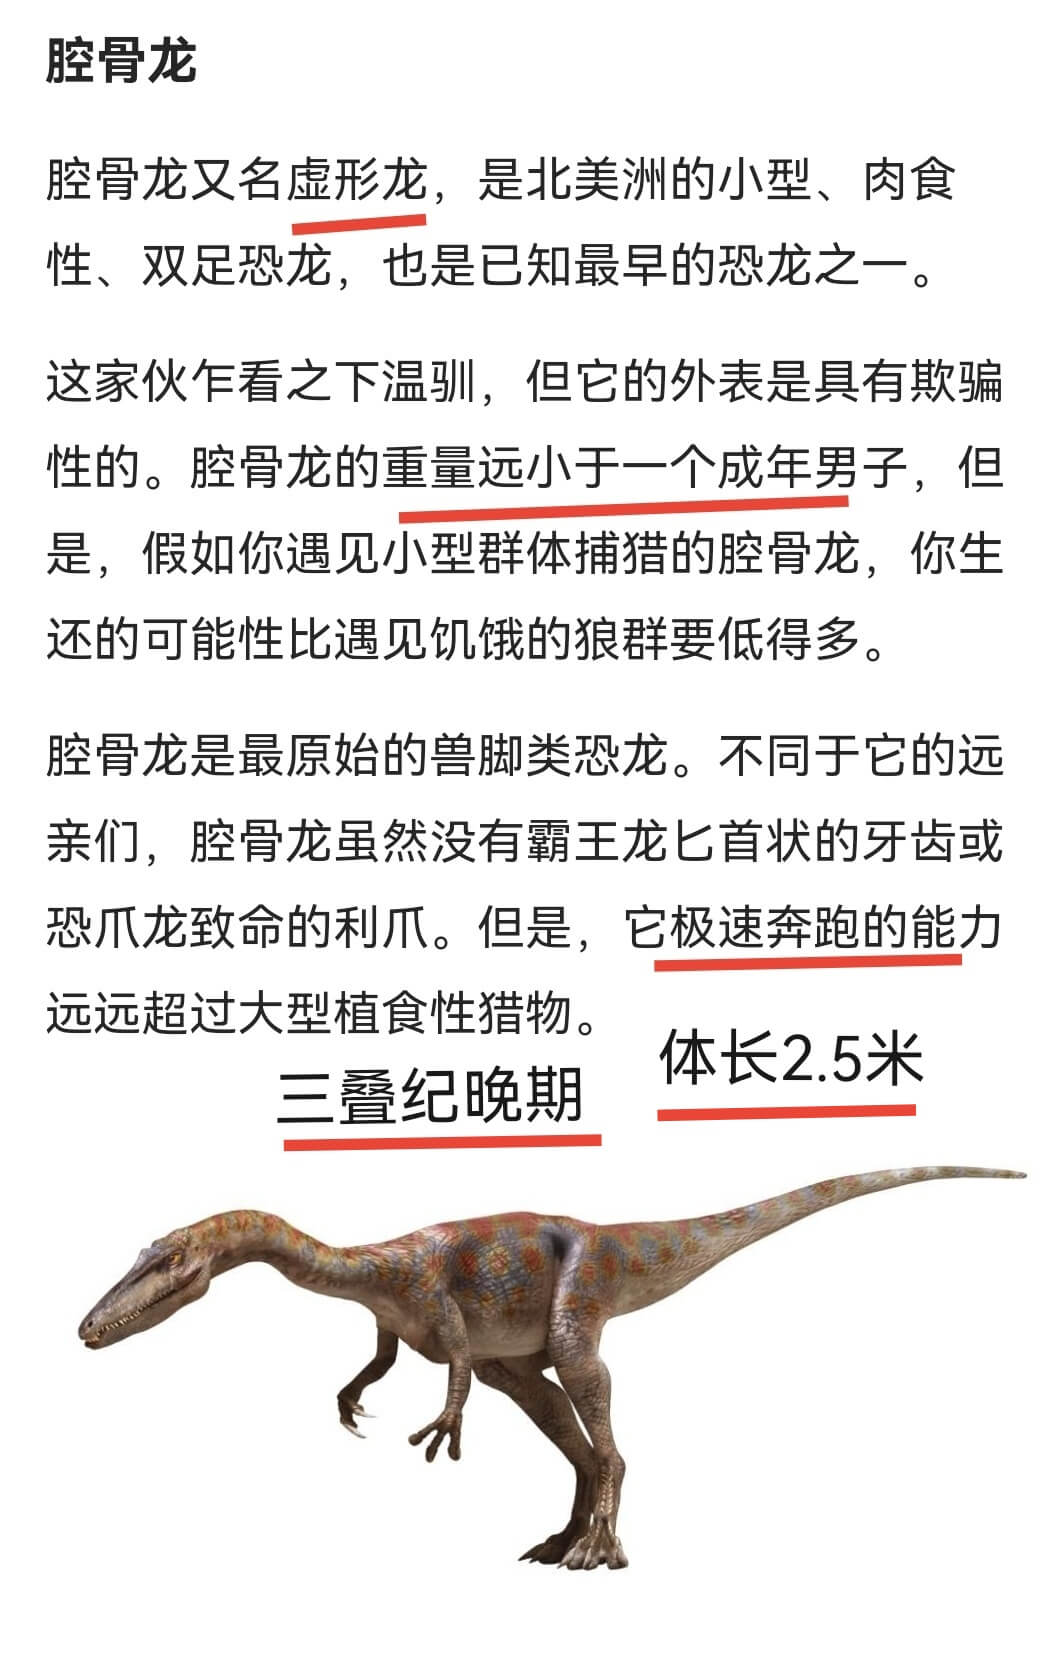 腔骨龙
腔骨龙又名虚形龙，是北美洲的小型、肉食
性、双足恐龙，也是已知最早的恐龙之一。
这家伙乍看之下温驯，但它的外表是具有欺骗
性的。腔骨龙的重量远小于一个成年男子，但
是，假如你遇见小型群体捕猎的腔骨龙，你生
还的可能性比遇见饥饿的狼群要低得多。
腔骨龙是最原始的兽脚类恐龙。不同于它的远
亲们，腔骨龙虽然没有霸王龙匕首状的牙齿或
恐爪龙致命的利爪。但是，它极速奔跑的能力
远远超过大型植食性猎物。
体长2.5米
三叠纪晚期